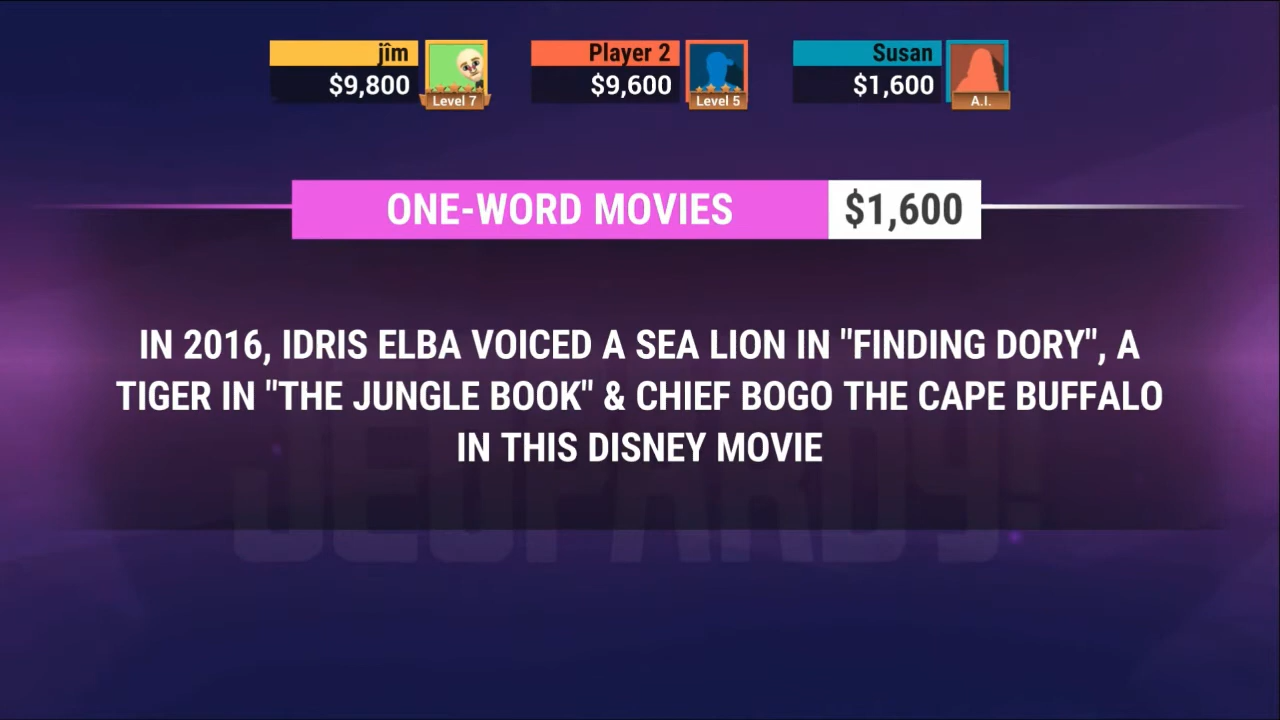 jîm
$9,800
Level 7
Player 2
$9,600
Level 5
Susan
$1,600
A.I.
ONE-WORD MOVIES
$1,600
IN 2016, IDRIS ELBA VOICED A SEA LION IN "FINDING DORY", A
TIGER IN "THE JUNGLE BOOK" & CHIEF BOGO THE CAPE BUFFALO
IN THIS DISNEY MOVIE
JEOPARDY!